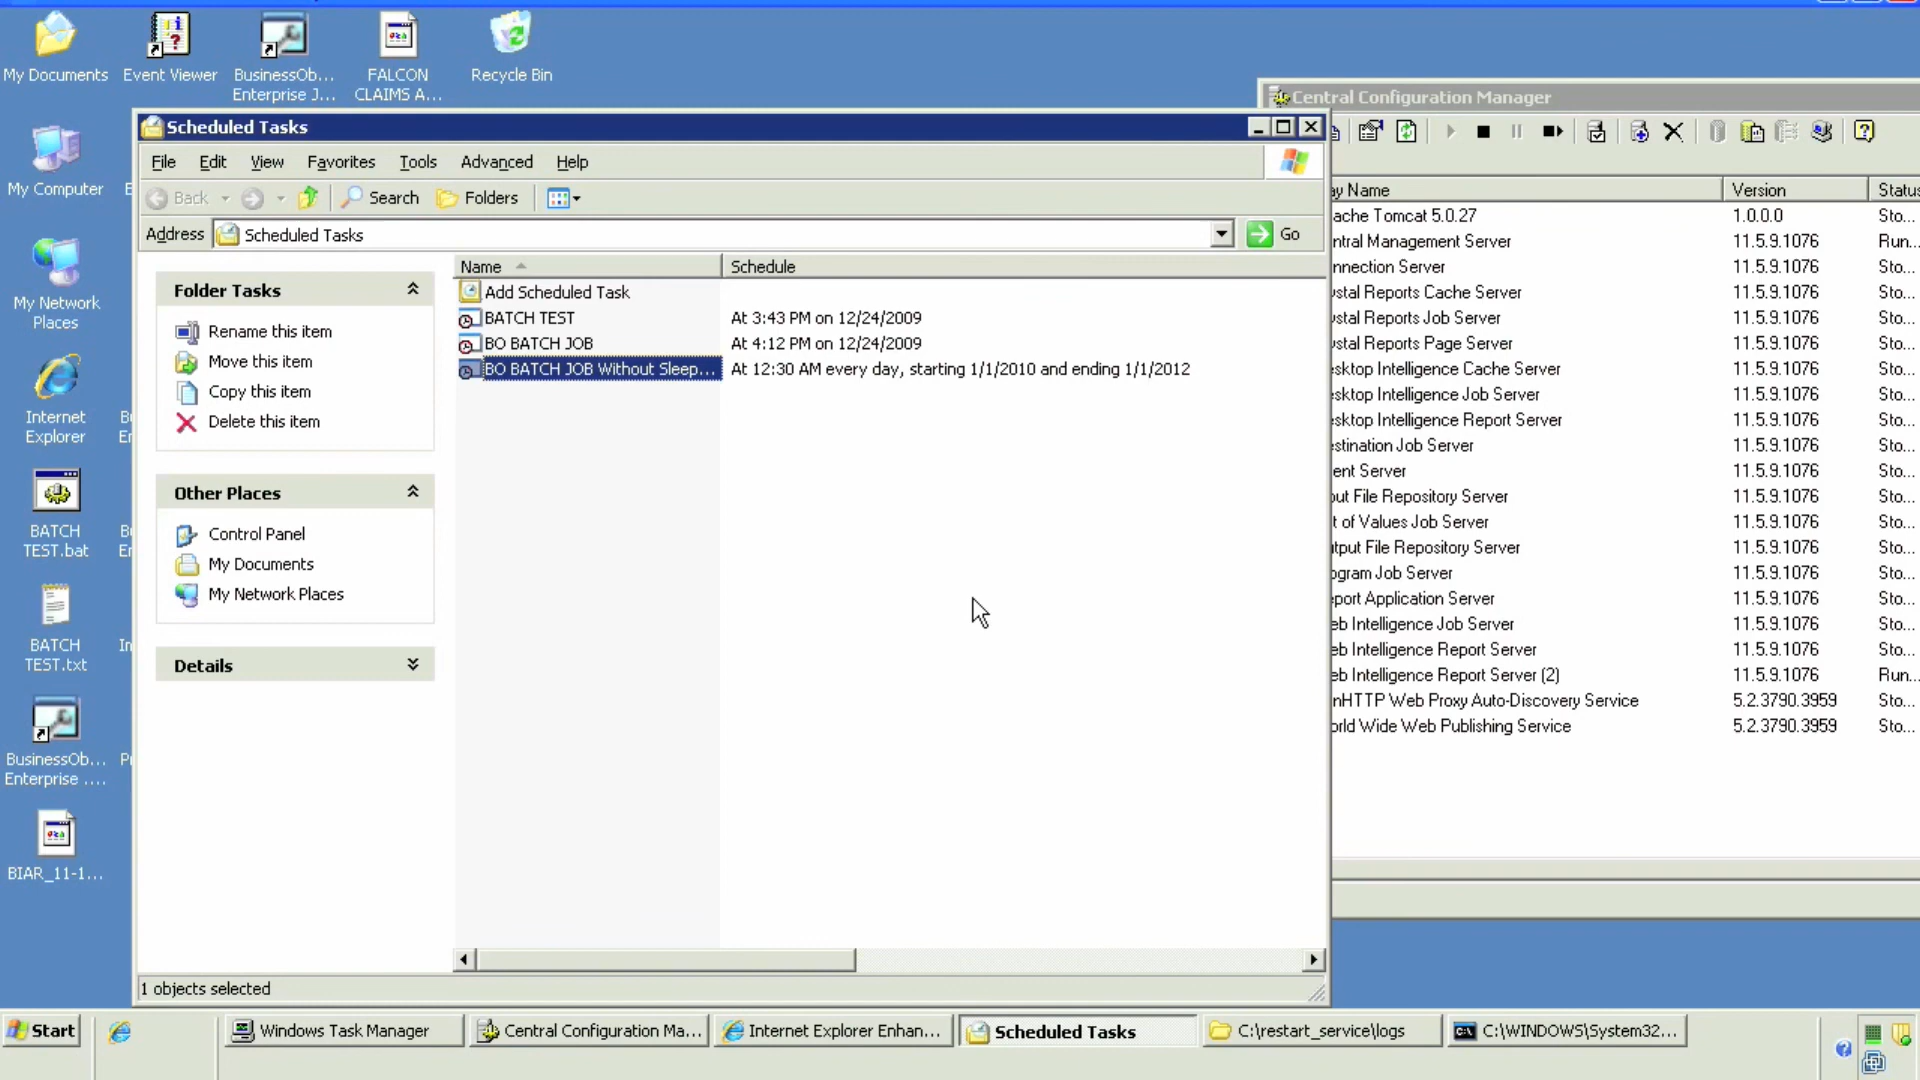 My Documents
Event Viewer
BusinessOb...
Enterprise J...
FALCON
CLAIMS A...
Recycle Bin
My Computer
E
My Network
Places
Internet
Explorer
B
E
BATCH
TEST.bat
B
E
BATCH
TEST.txt
In
BusinessOb...
Enterprise ....
P
BIAR_11-1...
Scheduled Tasks
File Edit View Favorites Tools Advanced Help
Back Search Folders
Address Scheduled Tasks Go
Folder Tasks
Rename this item
Move this item
Copy this item
Delete this item
Other Places
Control Panel
My Documents
My Network Places
Details
Name Schedule
Add Scheduled Task
BATCH TEST At 3:43 PM on 12/24/2009
BO BATCH JOB At 4:12 PM on 12/24/2009
BO BATCH JOB Without Sleep... At 12:30 AM every day, starting 1/1/2010 and ending 1/1/2012
1 objects selected
Central Configuration Manager
ay Name Version Status
ache Tomcat 5.0.27 1.0.0.0 Sto...
ntral Management Server 11.5.9.1076 Run...
nnection Server 11.5.9.1076 Sto...
ystal Reports Cache Server 11.5.9.1076 Sto...
ystal Reports Job Server 11.5.9.1076 Sto...
ystal Reports Page Server 11.5.9.1076 Sto...
esktop Intelligence Cache Server 11.5.9.1076 Sto...
esktop Intelligence Job Server 11.5.9.1076 Sto...
esktop Intelligence Report Server 11.5.9.1076 Sto...
estination Job Server 11.5.9.1076 Sto...
ent Server 11.5.9.1076 Sto...
out File Repository Server 11.5.9.1076 Sto...
t of Values Job Server 11.5.9.1076 Sto...
tput File Repository Server 11.5.9.1076 Sto...
ogram Job Server 11.5.9.1076 Sto...
eport Application Server 11.5.9.1076 Sto...
eb Intelligence Job Server 11.5.9.1076 Sto...
eb Intelligence Report Server 11.5.9.1076 Sto...
eb Intelligence Report Server (2) 11.5.9.1076 Run...
nHTTP Web Proxy Auto-Discovery Service 5.2.3790.3959 Sto...
orld Wide Web Publishing Service 5.2.3790.3959 Sto...
Start
Windows Task Manager
Central Configuration Ma...
Internet Explorer Enhan...
Scheduled Tasks
C:\restart_service\logs
C:\WINDOWS\System32...